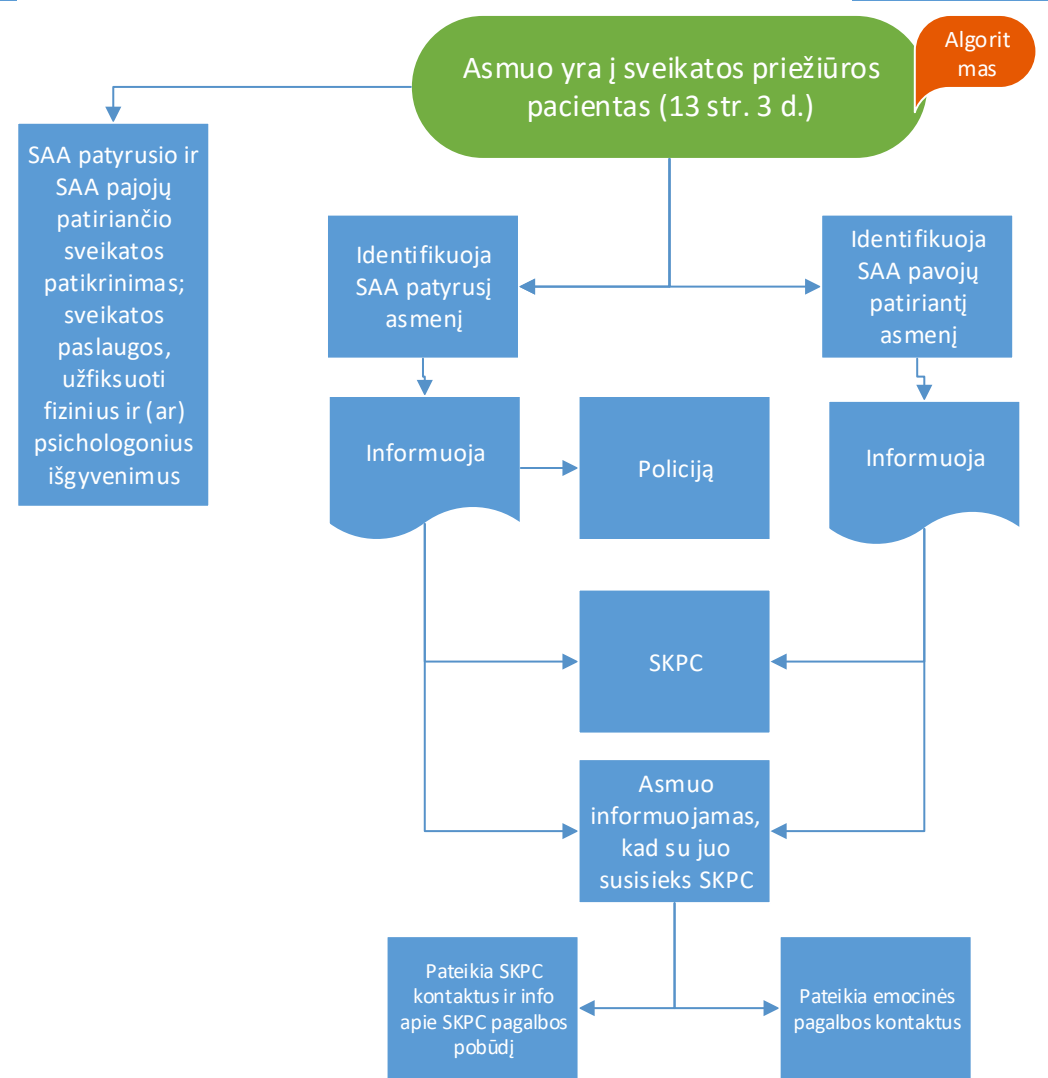 Algorit
mas
Asmuo yra į sveikatos priežiūros
pacientas (13 str. 3 d.)
SAA patyrusio ir
SAA pajojų
patiriančio
sveikatos
patikrinimas;
sveikatos
paslaugos,
užfiksuoti
fizinius ir (ar)
psichologonius
išgyvenimus
Identifikuoja
SAA patyrusį
asmenį
Identifikuoja
SAA pavojų
patiriantį
asmenį
Informuoja
Policiją
Informuoja
SKPC
Asmuo
informuojamas,
kad su juo
susisieks SKPC
Pateikia SKPC
kontaktus ir info
apie SKPC pagalbos
pobūdį
Pateikia emocinės
pagalbos kontaktus